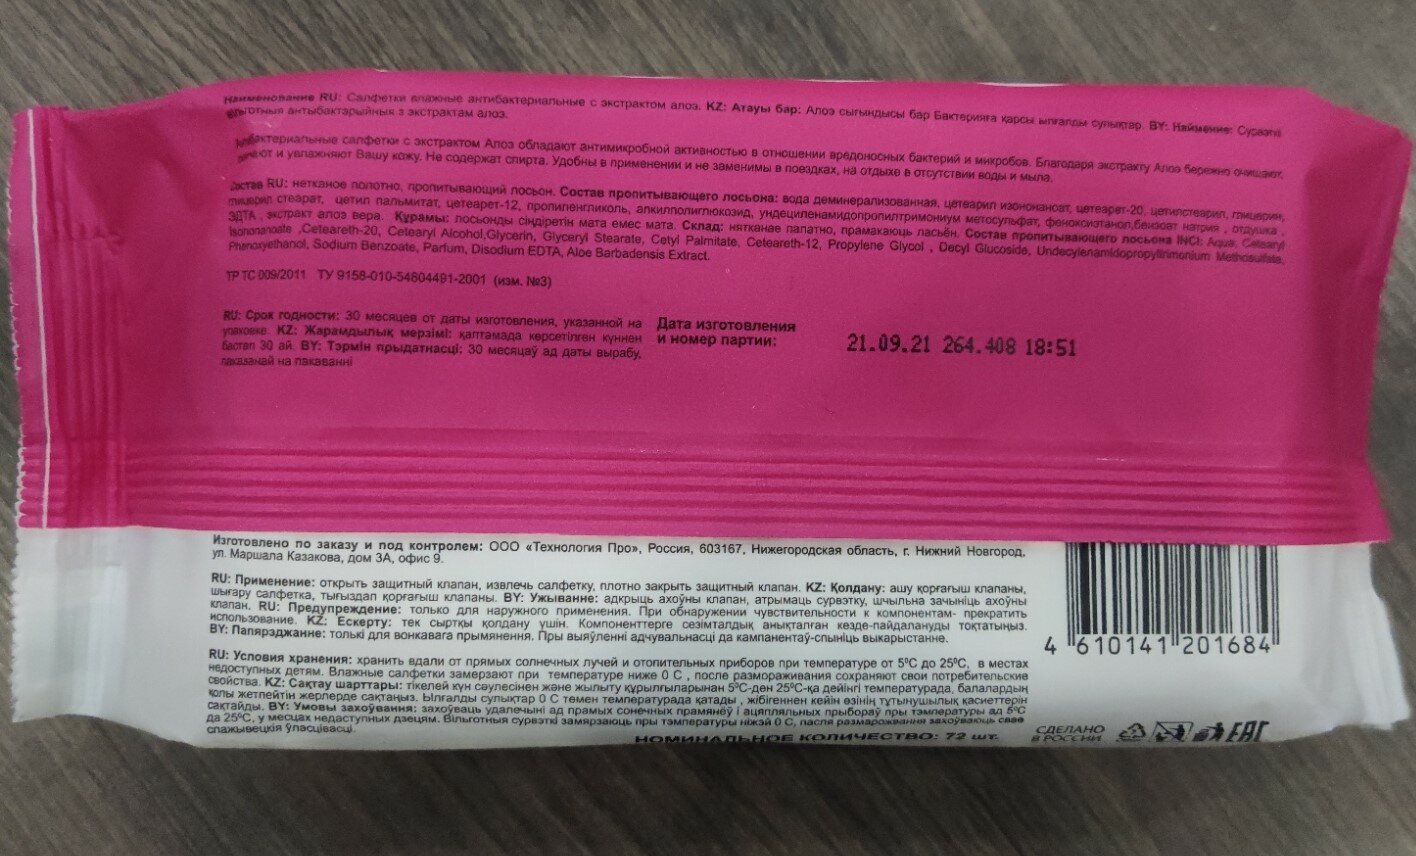 Наименование RU: Салфетки влажные антибактериальные с экстрактом алоэ. KZ: Атауы бар: Алоэ сығындысы бар Бактерияға қарсы ылғалды сулықтар. BY: Найменне: Сурвэткі
вільготныя антыбактэрыйныя з экстрактам алоэ.
Антибактериальные салфетки с экстрактом Алоэ обладают антимикробной активностью в отношении вредоносных бактерий и микробов. Благодаря экстракту Алоэ бережно очищают,
и увлажняют Вашу кожу. Не содержат спирта. Удобны в применении и не заменимы в поездках, на отдыхе в отсутствии воды и мыла.
Состав RU: нетканое полотно, пропитывающий лосьон. Состав пропитывающего лосьона: вода деминерализованная, цетеарил изононаноат, цетеарет-20, цетилстеарил, глицерин,
глицерил стеарат, цетил пальмитат, цетеарет-12, пропиленгликоль, алкилполиглюкозид, ундециленамидопропилтримониум метосульфат, феноксиэтанол,бензоат натрия , отдушка ,
ЭДТА , экстракт алоэ вера. Құрамы: лосьонды сіңдіретін мата емес мата. Склад: нятканае палатно, прамакаюць ласьён. Состав пропитывающего лосьона INCI: Aqua, Cetearyl
Isononanoate ,Ceteareth-20, Cetearyl Alcohol,Glycerin, Glyceryl Stearate, Cetyl Palmitate, Ceteareth-12, Propylene Glycol , Decyl Glucoside, Undecylenamidopropyltrimonium Methosulfate,
Phenoxyethanol, Sodium Benzoate, Parfum, Disodium EDTA, Aloe Barbadensis Extract.
ТР ТС 009/2011 ТУ 9158-010-54804491-2001 (изм. №3)
RU: Срок годности: 30 месяцев от даты изготовления, указанной на
упаковке. KZ: Жарамдылық мерзімі: қаптамада көрсетілген күннен
бастап 30 ай. BY: Тэрмін прыдатнасці: 30 месяцаў ад даты вырабу,
паказанай на пакаванні
Дата изготовления
и номер партии:
21.09.21 264.408 18:51
Изготовлено по заказу и под контролем: ООО «Технология Про», Россия, 603167, Нижегородская область, г. Нижний Новгород,
ул. Маршала Казакова, дом 3А, офис 9.
RU: Применение: открыть защитный клапан, извлечь салфетку, плотно закрыть защитный клапан. KZ: Қолдану: ашу қорғағыш клапаны,
шығару салфетка, тығыздап қорғағыш клапаны. BY: Ужыванне: адкрыць ахоўны клапан, атрымаць сурвэтку, шчыльна зачыніць ахоўны
клапан. RU: Предупреждение: только для наружного применения. При обнаружении чувствительности к компонентам- прекратить
использование. KZ: Ескерту: тек сыртқы қолдану үшін. Компоненттерге сезімталдық анықталған кезде-пайдалануды тоқтатыңыз.
BY: Папярэджанне: толькі для вонкавага прымянення. Пры выяўленні адчувальнасці да кампанентаў-спыніць выкарыстанне.
4 610141 201684
RU: Условия хранения: хранить вдали от прямых солнечных лучей и отопительных приборов при температуре от 5⁰С до 25⁰С, в местах
недоступных детям. Влажные салфетки замерзают при температуре ниже 0 С , после размораживания сохраняют свои потребительские
свойства. KZ: Сақтау шарттары: тікелей күн сәулесінен және жылыту құрылғыларынан 5⁰С-ден 25⁰С-қа дейінгі температурада, балалардың
қолы жетпейтін жерлерде сақтаңыз. Ылғалды сулықтар 0 С төмен температурада қатады , жібігеннен кейін өзінің тұтынушылық қасиеттерін
сақтайды. BY: Умовы захоўвання: захоўваць удалечыні ад прамых сонечных прамянёў і ацяпляльных прыбораў пры тэмпературы ад 5⁰С
да 25⁰С, у месцах недаступных дзецям. Вільготныя сурвэткі замярзаюць пры тэмпературы ніжэй 0 С, пасля размарожвання захоўваюць свае
спажывецкія ўласцівасці.
НОМИНАЛЬНОЕ КОЛИЧЕСТВО: 72 шт.
СДЕЛАНО
В РОССИИ
EAC